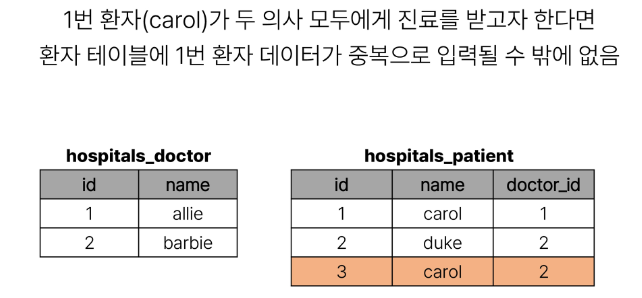 1번 환자(carol)가 두 의사 모두에게 진료를 받고자 한다면
환자 테이블에 1번 환자 데이터가 중복으로 입력될 수 밖에 없음
hospitals_doctor
id name
1 allie
2 barbie
hospitals_patient
id name doctor_id
1 carol 1
2 duke 2
3 carol 2